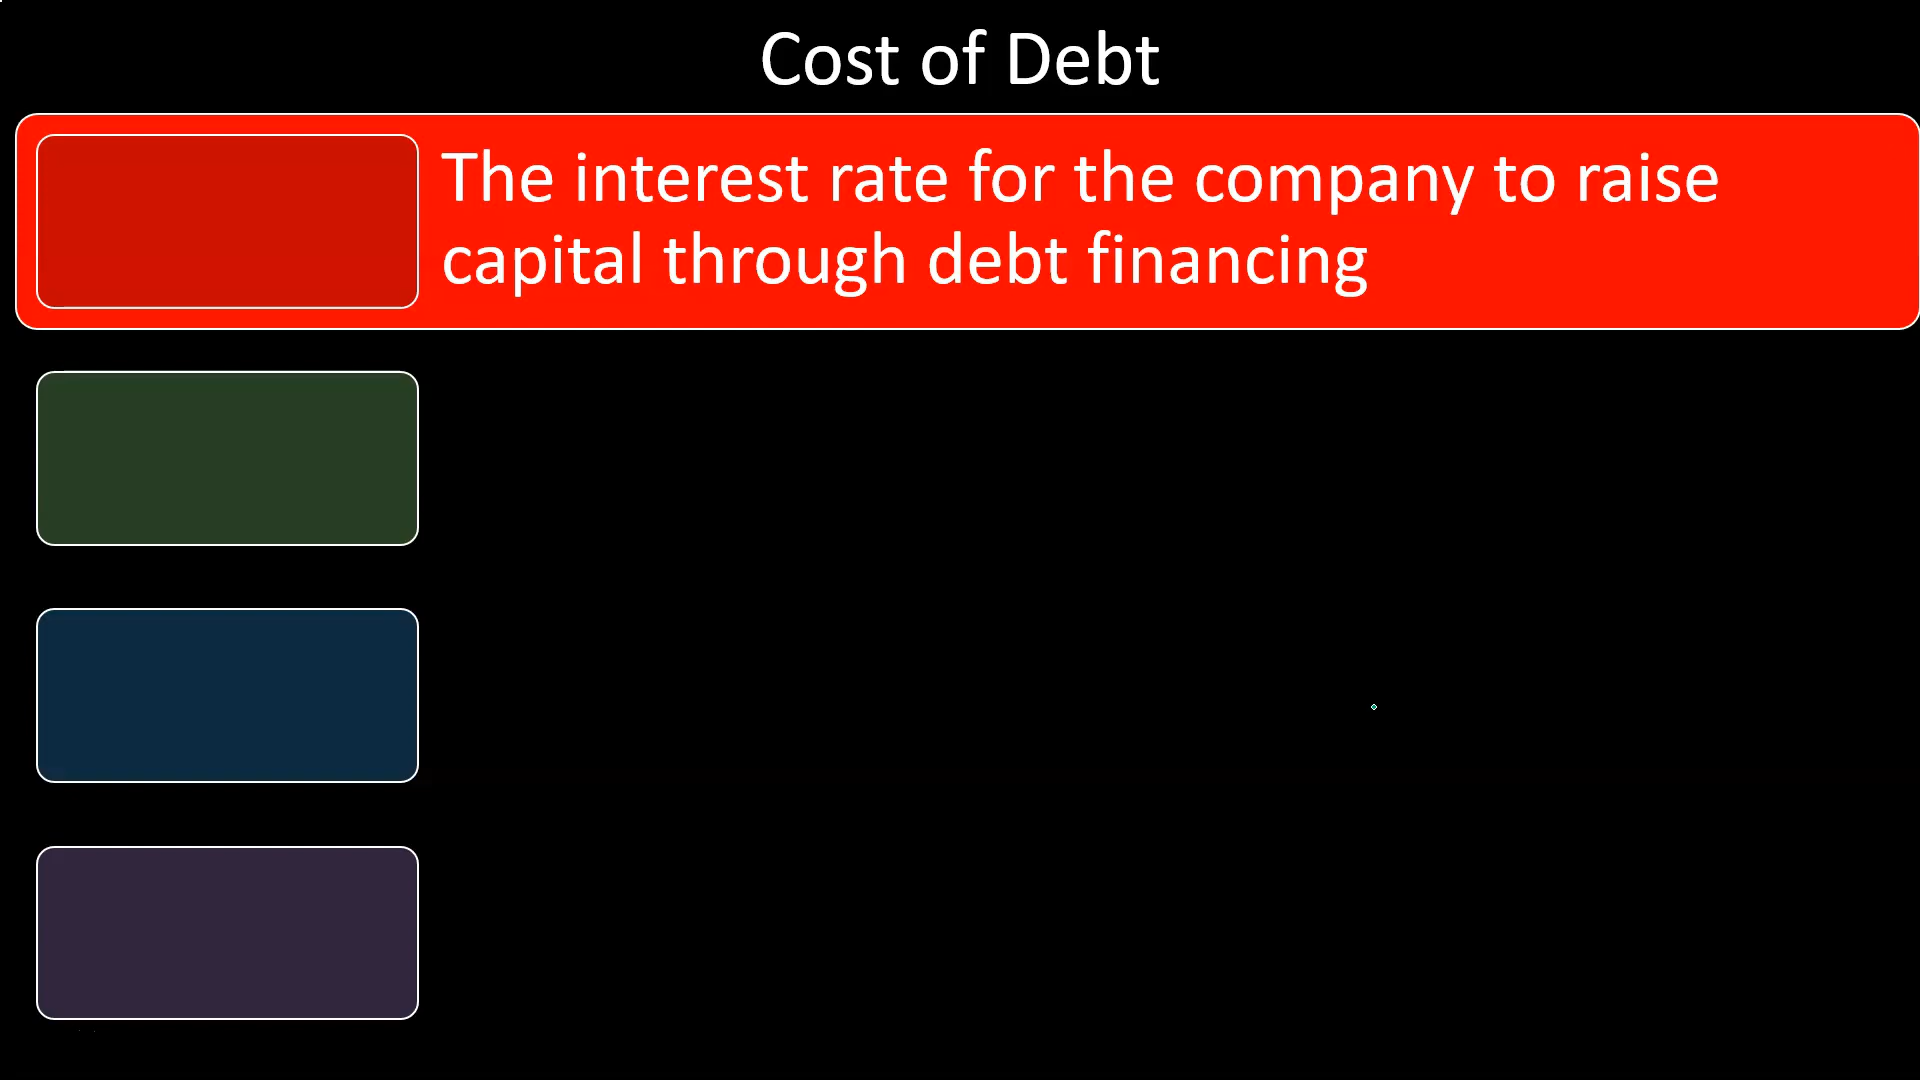 Cost of Debt
The interest rate for the company to raise
capital through debt financing